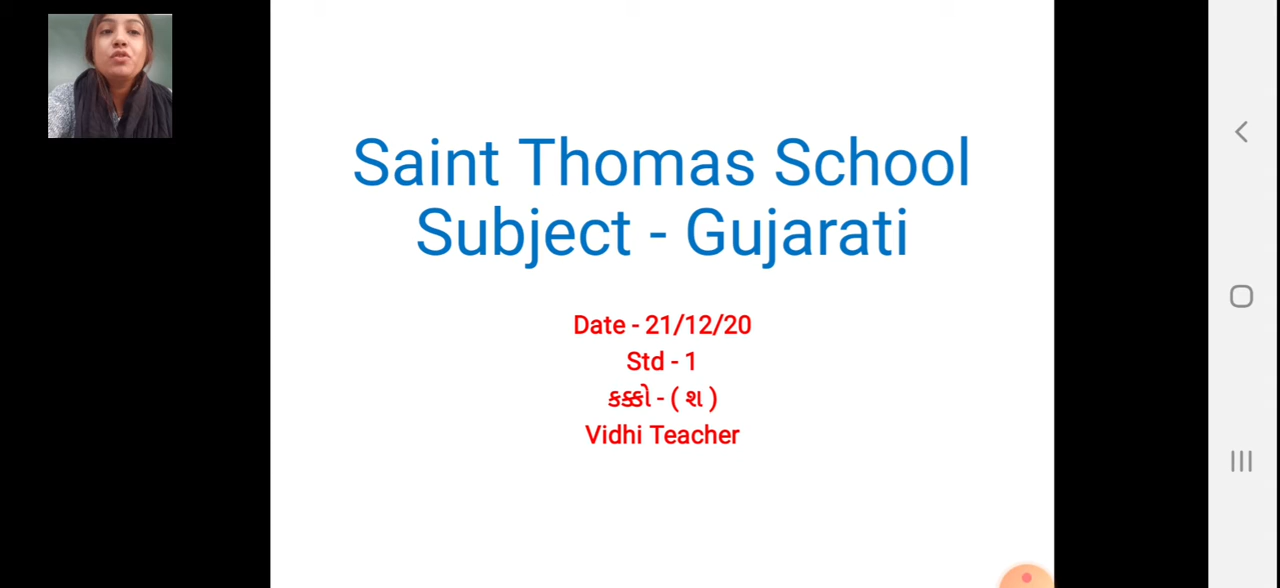 Saint Thomas School
Subject - Gujarati
Date - 21/12/20
Std - 1
કક્કો - ( શ )
Vidhi Teacher